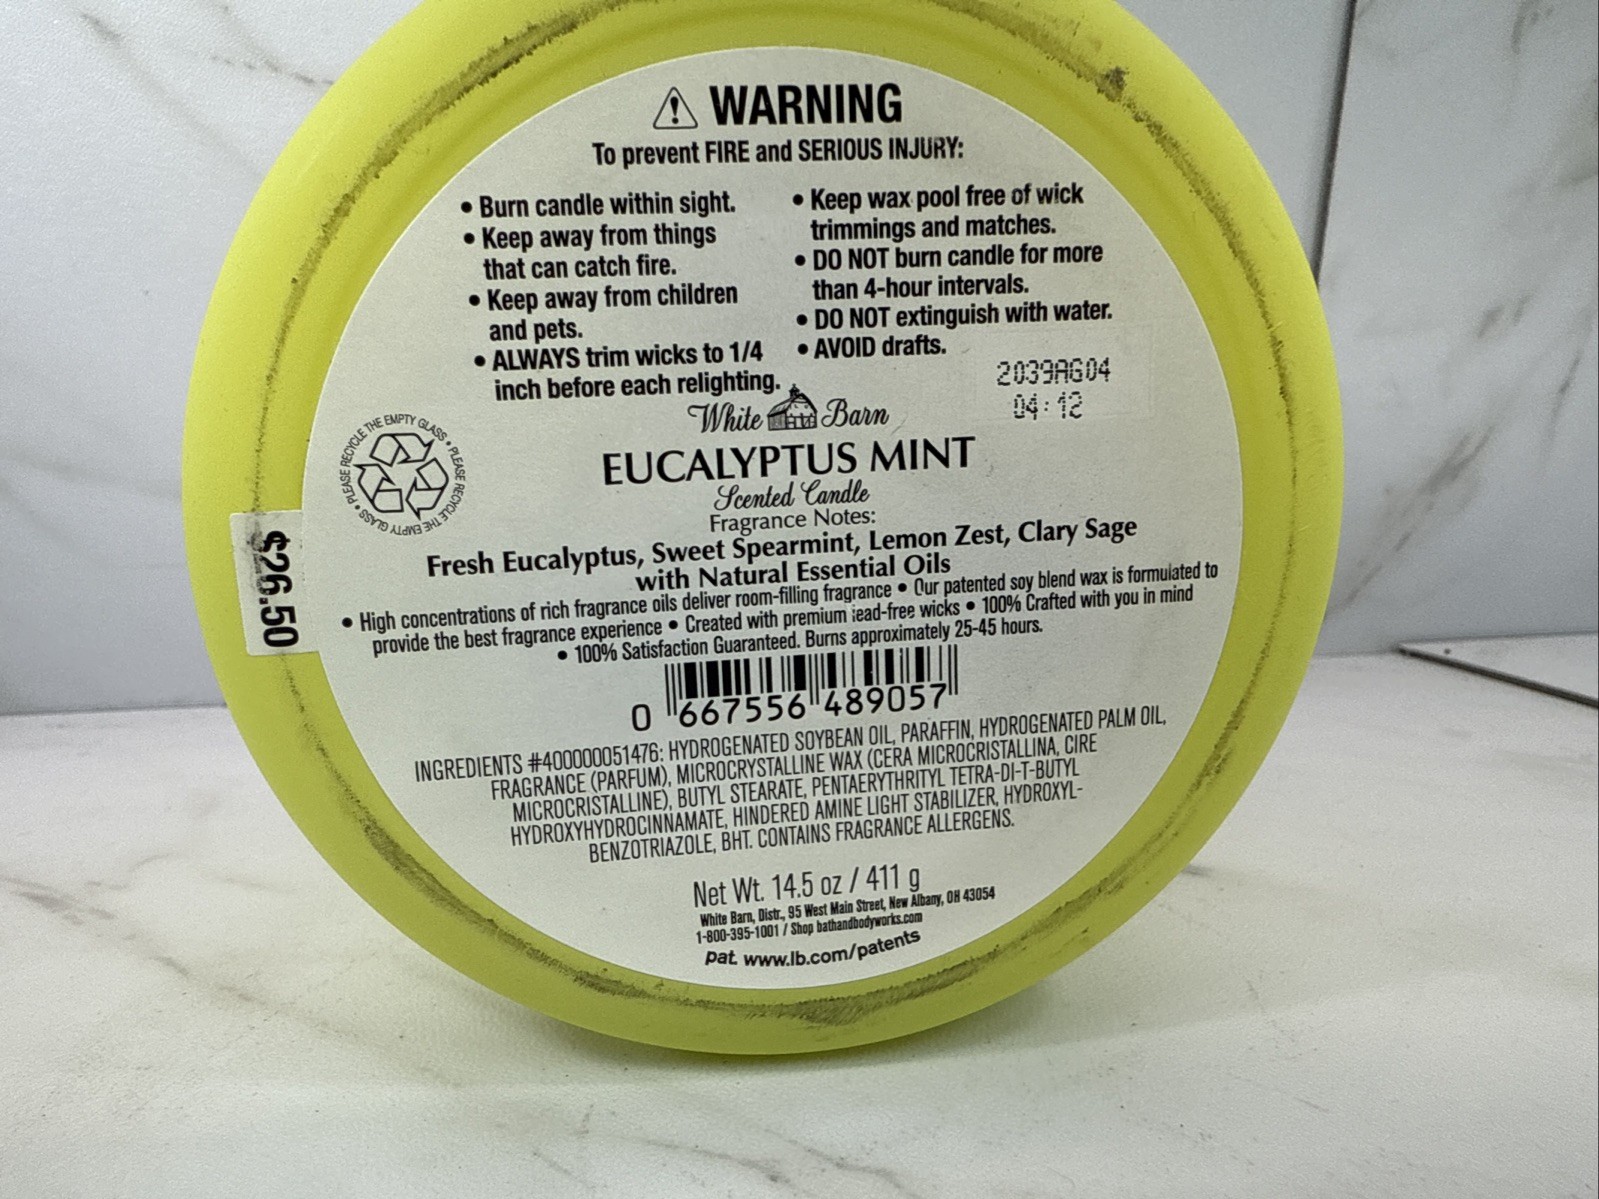 WARNING
To prevent FIRE and SERIOUS INJURY:
• Burn candle within sight.
• Keep away from things
that can catch fire.
• Keep away from children
and pets.
• ALWAYS trim wicks to 1/4
inch before each relighting.
• Keep wax pool free of wick
trimmings and matches.
• DO NOT burn candle for more
than 4-hour intervals.
• DO NOT extinguish with water.
• AVOID drafts.
2039AG04
04:12
White Barn
EUCALYPTUS MINT
Scented Candle
Fragrance Notes:
Fresh Eucalyptus, Sweet Spearmint, Lemon Zest, Clary Sage
with Natural Essential Oils
• High concentrations of rich fragrance oils deliver room-filling fragrance • Our patented soy blend wax is formulated to
provide the best fragrance experience • Created with premium lead-free wicks • 100% Crafted with you in mind
• 100% Satisfaction Guaranteed. Burns approximately 25-45 hours.
• PLEASE RECYCLE THE EMPTY GLASS • PLEASE RECYCLE THE EMPTY GLASS
$26.50
0 667556 489057
INGREDIENTS #400000051476: HYDROGENATED SOYBEAN OIL, PARAFFIN, HYDROGENATED PALM OIL,
FRAGRANCE (PARFUM), MICROCRYSTALLINE WAX (CERA MICROCRISTALLINA, CIRE
MICROCRISTALLINE), BUTYL STEARATE, PENTAERYTHRITYL TETRA-DI-T-BUTYL
HYDROXYHYDROCINNAMATE, HINDERED AMINE LIGHT STABILIZER, HYDROXYL-
BENZOTRIAZOLE, BHT. CONTAINS FRAGRANCE ALLERGENS.
Net Wt. 14.5 oz / 411 g
White Barn, Distr., 95 West Main Street, New Albany, OH 43054
1-800-395-1001 / Shop bathandbodyworks.com
pat. www.lb.com/patents